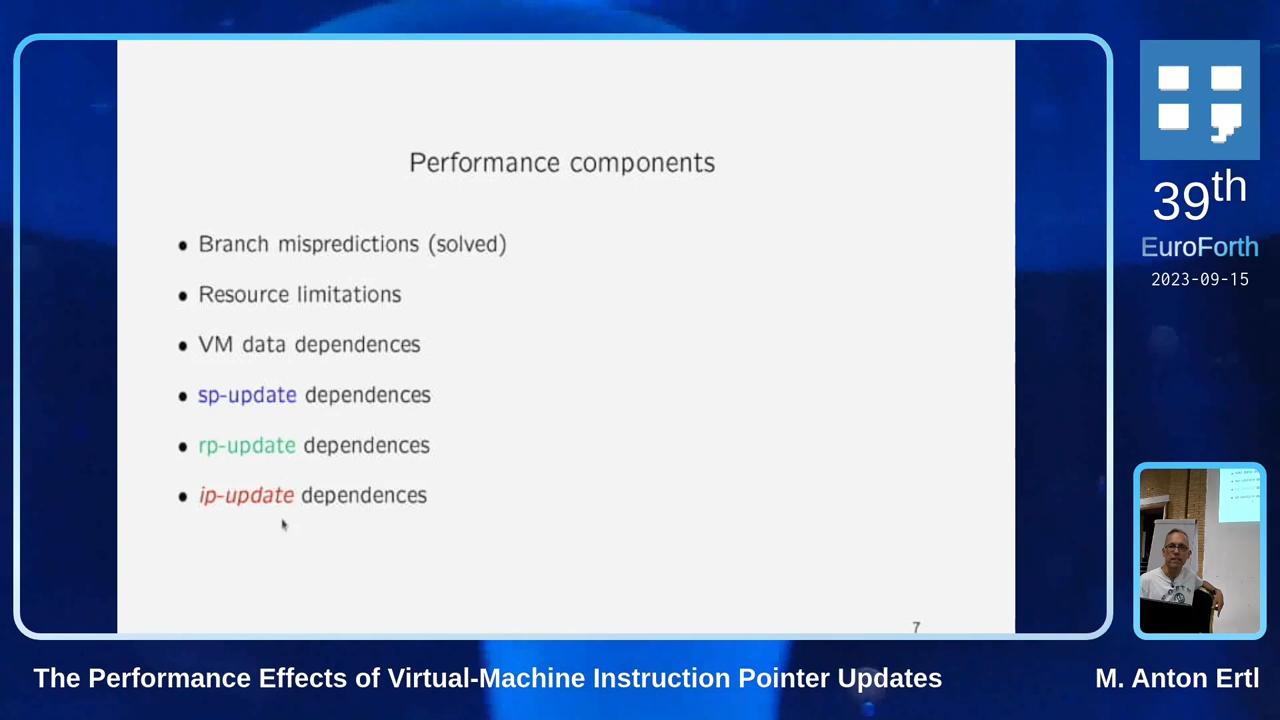 Performance components
• Branch mispredictions (solved)
• Resource limitations
• VM data dependences
• sp-update dependences
• rp-update dependences
• ip-update dependences
7
39th
EuroForth
2023-09-15
The Performance Effects of Virtual-Machine Instruction Pointer Updates
M. Anton Ertl